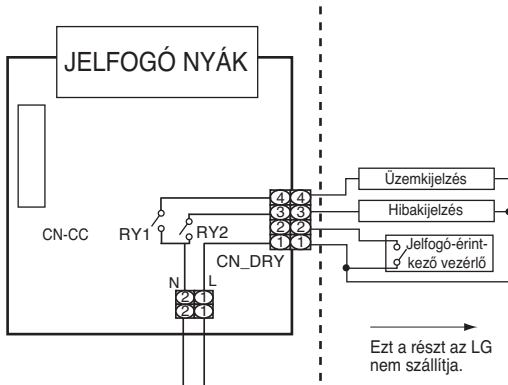 JELFOGÓ NYÁK
CN-CC
RY1
RY2
4 4
3 3
2 2
1 1
CN_DRY
N L
2 1
2 1
Üzemkijelzés
Hibakijelzés
Jelfogó-érint-
kező vezérlő
Ezt a részt az LG
nem szállítja.